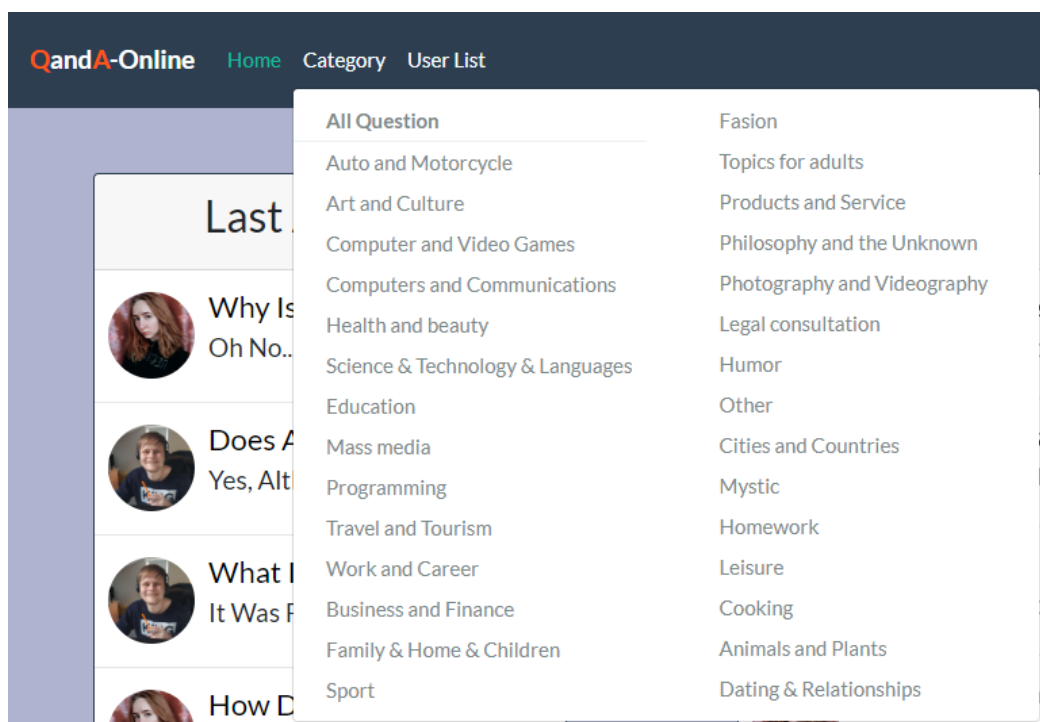 QandA-Online Home Category User List
All Question
Auto and Motorcycle
Art and Culture
Computer and Video Games
Computers and Communications
Health and beauty
Science & Technology & Languages
Education
Mass media
Programming
Travel and Tourism
Work and Career
Business and Finance
Family & Home & Children
Sport
Fasion
Topics for adults
Products and Service
Philosophy and the Unknown
Photography and Videography
Legal consultation
Humor
Other
Cities and Countries
Mystic
Homework
Leisure
Cooking
Animals and Plants
Dating & Relationships
Last
Why Is
Oh No..
Does
Yes,
What
It Was
How